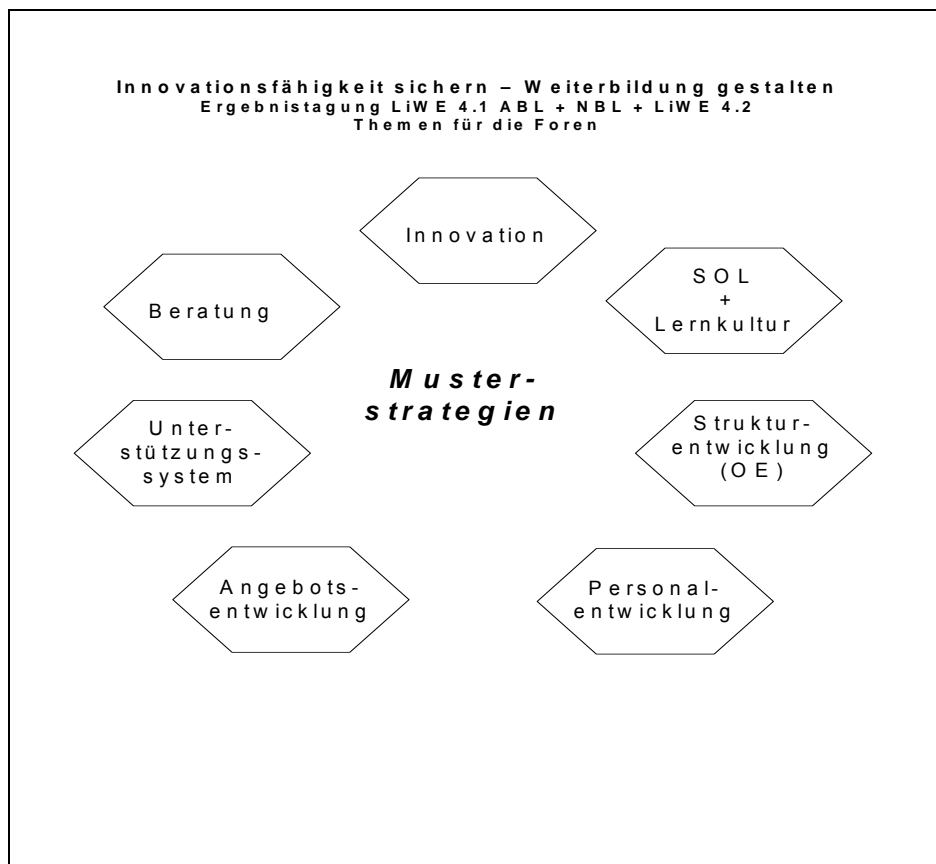 Innovationsfähigkeit sichern – Weiterbildung gestalten
Ergebnistagung LiWE 4.1 ABL + NBL + LiWE 4.2
Themen für die Foren
Innovation
Beratung
SOL
+
Lernkultur
Muster-
strategien
Unter-
stützungs-
system
Struktur-
entwicklung
(OE)
Angebots-
entwicklung
Personal-
entwicklung